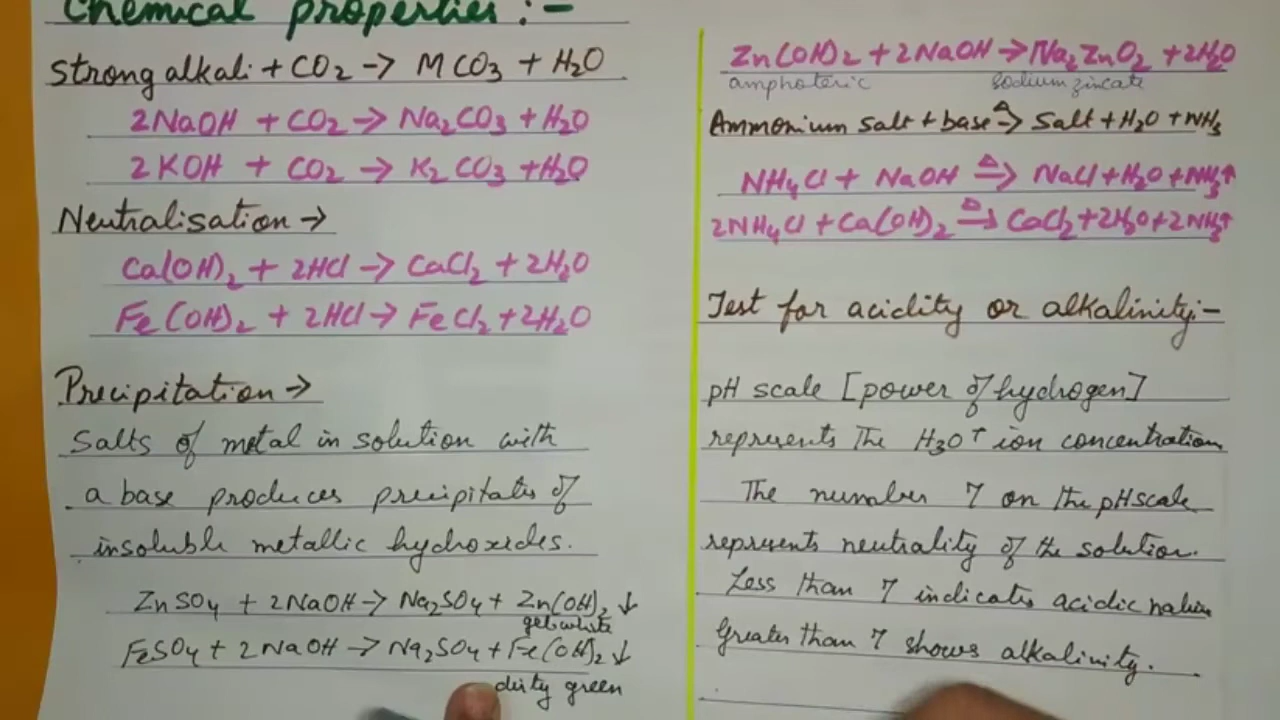 Chemical properties :-
Strong alkali + CO2 → MCO3 + H2O
2NaOH + CO2 → Na2CO3 + H2O
2KOH + CO2 → K2CO3 + H2O
Neutralisation →
Ca(OH)2 + 2HCl → CaCl2 + 2H2O
Fe(OH)2 + 2HCl → FeCl2 + 2H2O
Precipitation →
Salts of metal in solution with
a base produces precipitates of
insoluble metallic hydroxides.
ZnSO4 + 2NaOH → Na2SO4 + Zn(OH)2 ↓
gel. white
FeSO4 + 2NaOH → Na2SO4 + Fe(OH)2 ↓
dirty green
Zn(OH)2 + 2NaOH → Na2ZnO2 + 2H2O
amphoteric sodium zincate
Ammonium salt + base △→ Salt + H2O + NH3
NH4Cl + NaOH △→ NaCl + H2O + NH3↑
2NH4Cl + Ca(OH)2 △→ CaCl2 + 2H2O + 2NH3↑
Test for acidity or alkalinity:-
pH scale [power of hydrogen]
represents the H3O+ ion concentration
The number 7 on the pH scale
represents neutrality of the solution.
Less than 7 indicates acidic nature
Greater than 7 shows alkalinity.